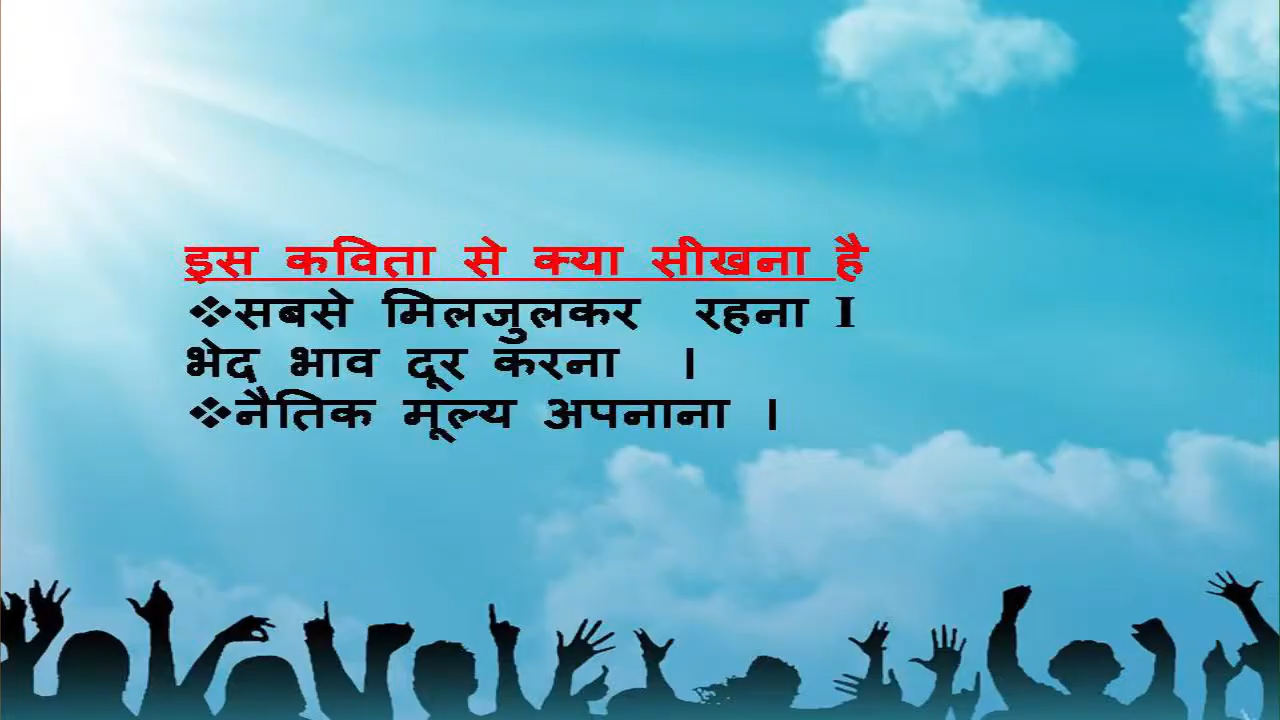 इस कविता से क्या सीखना है
❖सबसे मिलजुलकर रहना I
भेद भाव दूर करना ।
❖नैतिक मूल्य अपनाना ।